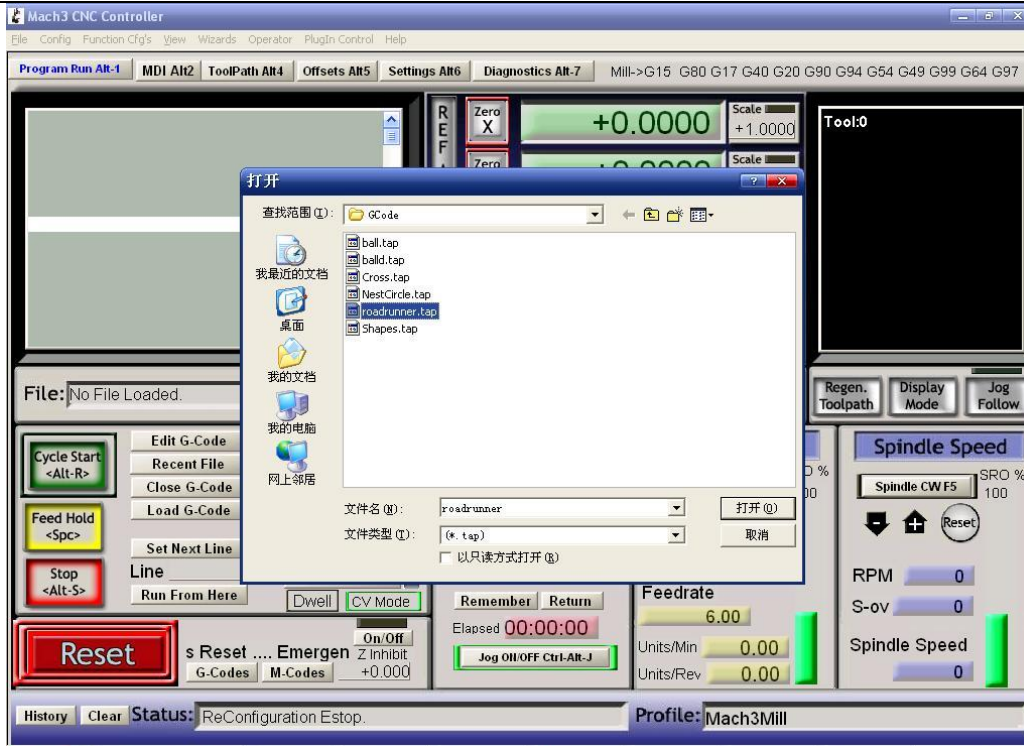 Mach3 CNC Controller
File Config Function Cfg's View Wizards Operator PlugIn Control Help
Program Run Alt-1 MDI Alt2 ToolPath Alt4 Offsets Alt5 Settings Alt6 Diagnostics Alt-7 Mill->G15 G80 G17 G40 G20 G90 G94 G54 G49 G99 G64 G97
REF
Zero X
+0.0000
Scale
+1.0000
Tool:0
Zero
Scale
打开
查找范围(I):
GCode
我最近的文档
桌面
我的文档
我的电脑
网上邻居
ball.tap
balld.tap
Cross.tap
NestCircle.tap
roadrunner.tap
Shapes.tap
文件名(N):
roadrunner
打开(O)
文件类型(T):
(*.tap)
取消
以只读方式打开(R)
File: No File Loaded.
Regen. Toolpath
Display Mode
Jog Follow
Cycle Start
<Alt-R>
Feed Hold
<Spc>
Stop
<Alt-S>
Edit G-Code
Recent File
Close G-Code
Load G-Code
Set Next Line
Line
Run From Here
Dwell
CV Mode
Reset
s Reset .... Emergen
G-Codes
M-Codes
On/Off
Z Inhibit
+0.000
Remember
Return
Elapsed 00:00:00
Jog ON/OFF Ctrl-Alt-J
Feedrate
6.00
Units/Min 0.00
Units/Rev 0.00
Spindle Speed
Spindle CW F5
SRO %
100
Reset
RPM 0
S-ov 0
Spindle Speed
0
History
Clear
Status: ReConfiguration Estop.
Profile: Mach3Mill